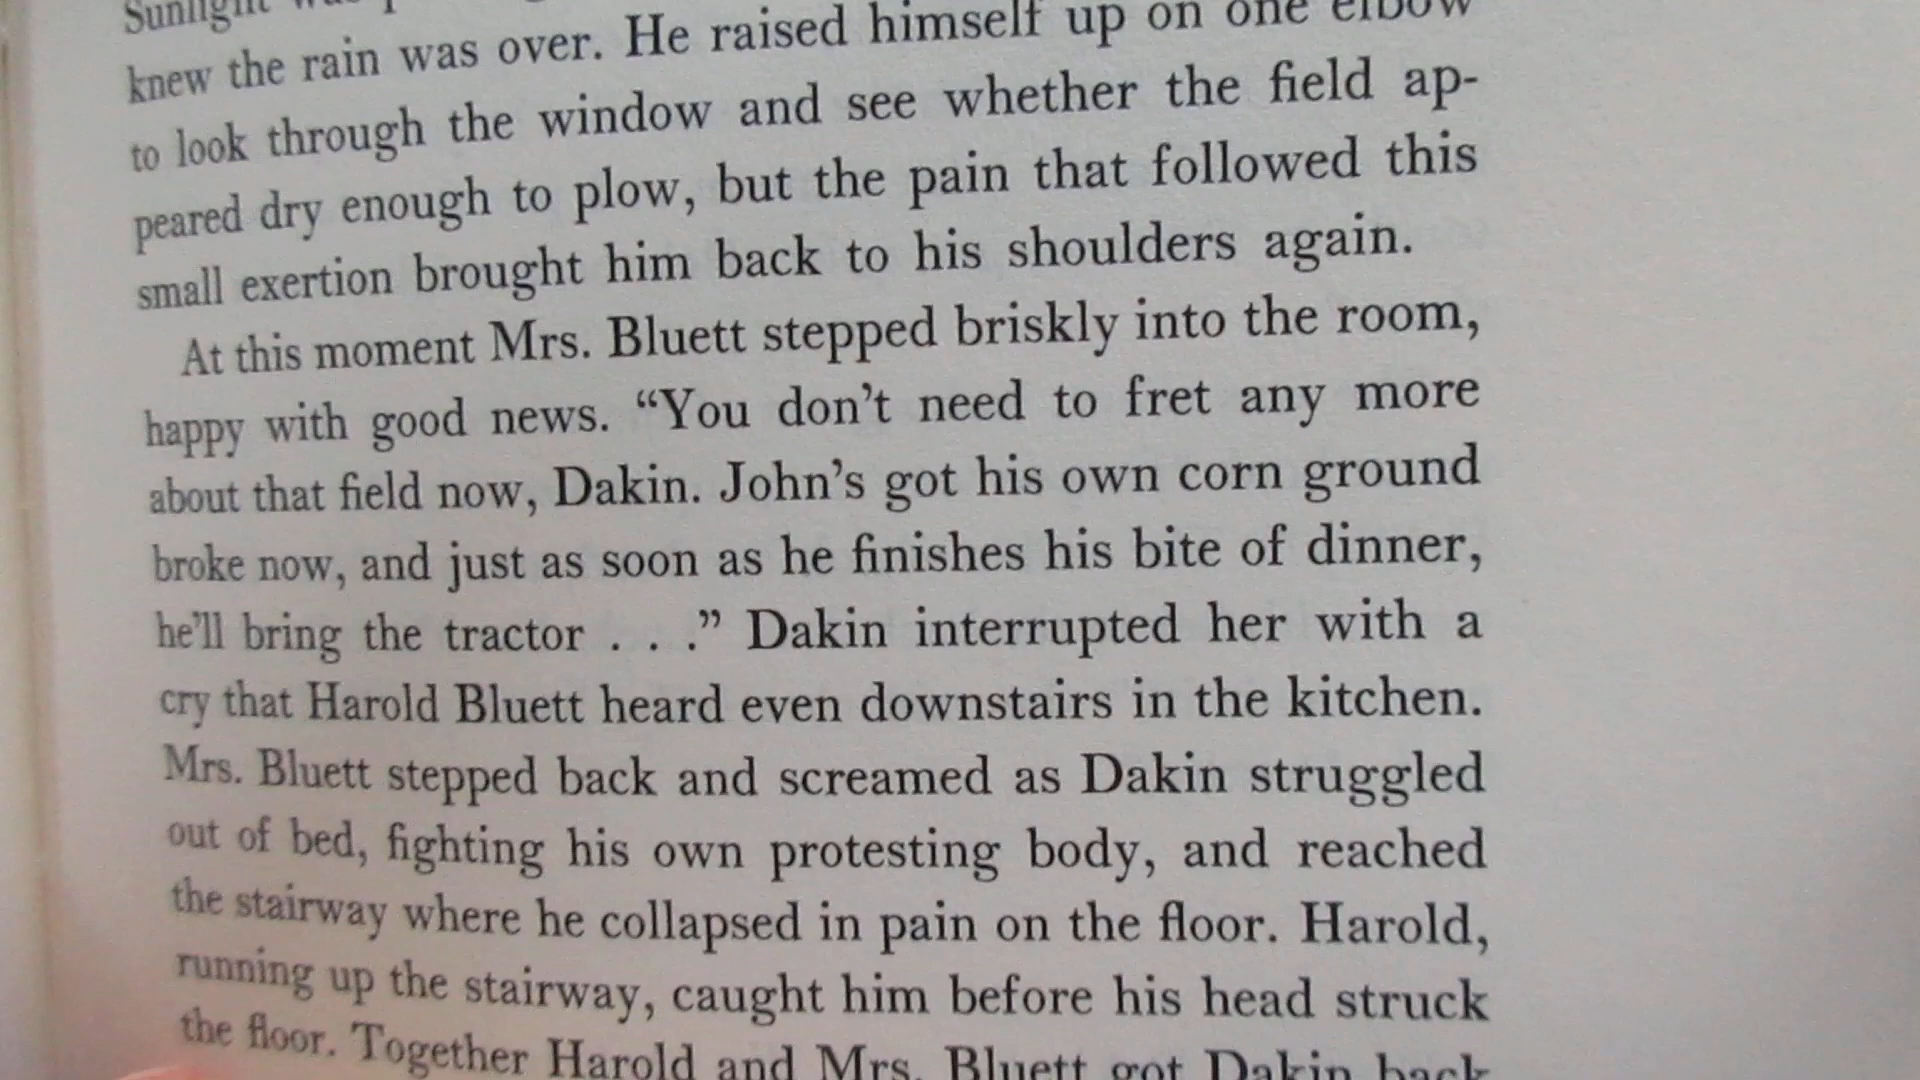 Sunlight was
knew the rain was over. He raised himself up on one elbow
to look through the window and see whether the field ap-
peared dry enough to plow, but the pain that followed this
small exertion brought him back to his shoulders again.
At this moment Mrs. Bluett stepped briskly into the room,
happy with good news. “You don’t need to fret any more
about that field now, Dakin. John’s got his own corn ground
broke now, and just as soon as he finishes his bite of dinner,
he’ll bring the tractor . . .” Dakin interrupted her with a
cry that Harold Bluett heard even downstairs in the kitchen.
Mrs. Bluett stepped back and screamed as Dakin struggled
out of bed, fighting his own protesting body, and reached
the stairway where he collapsed in pain on the floor. Harold,
running up the stairway, caught him before his head struck
the floor. Together Harold and Mrs. Bluett got Dakin back